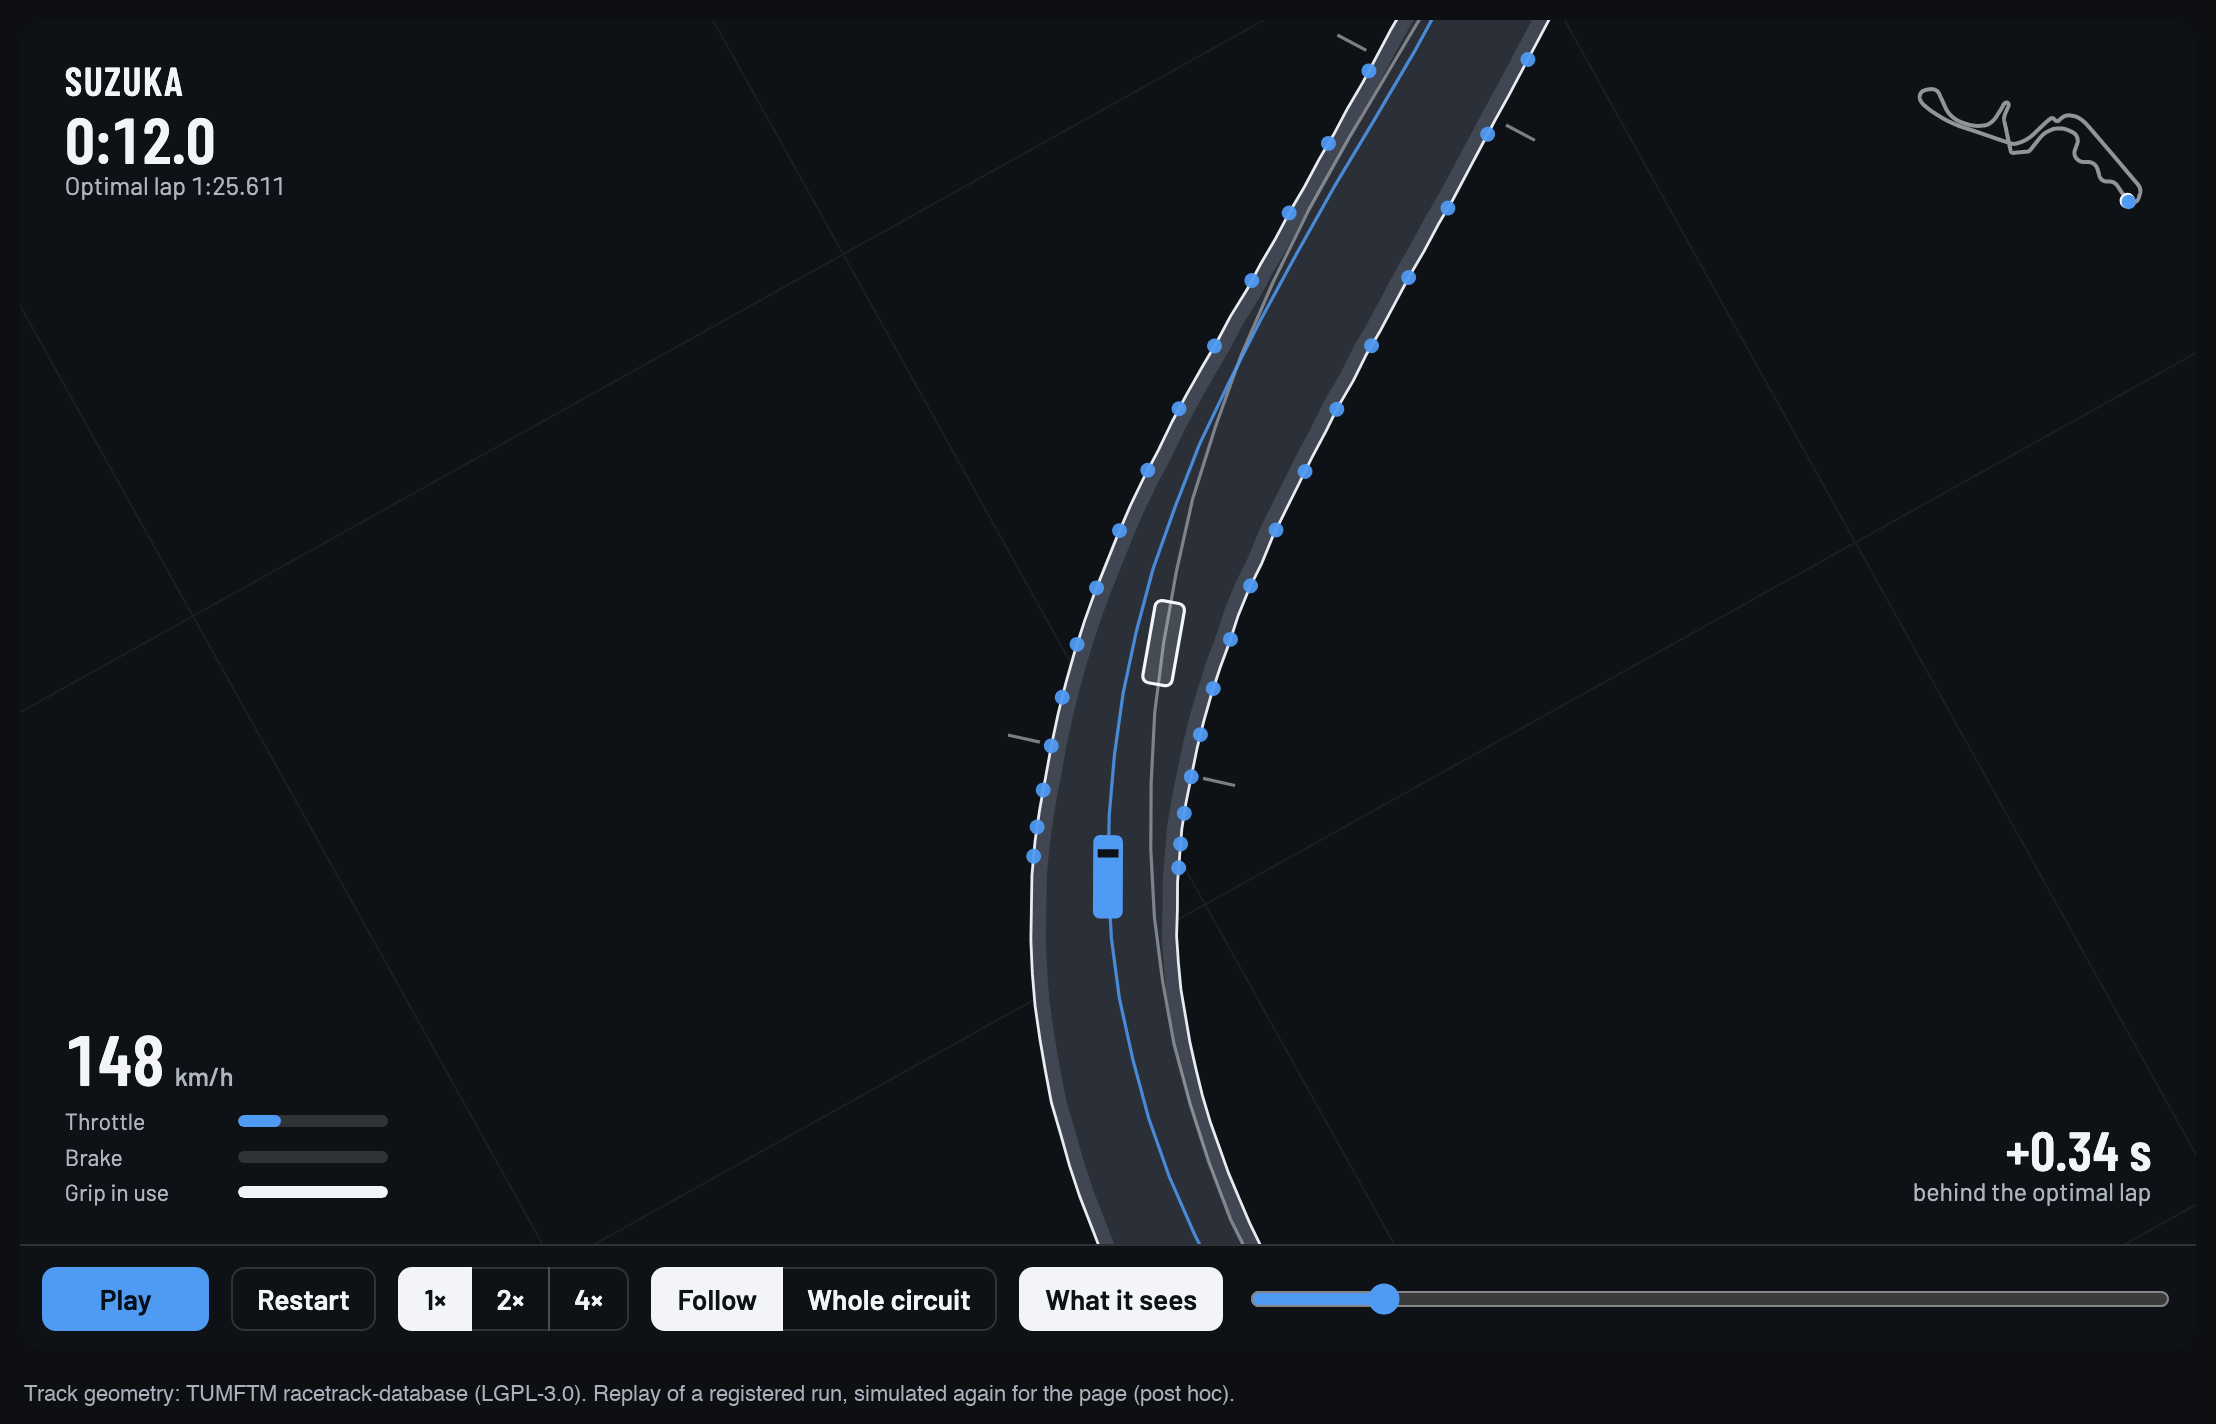 SUZUKA
0:12.0
Optimal lap 1:25.611
148 km/h
Throttle
Brake
Grip in use
+0.34 s
behind the optimal lap
Play
Restart
1×
2×
4×
Follow
Whole circuit
What it sees
Track geometry: TUMFTM racetrack-database (LGPL-3.0). Replay of a registered run, simulated again for the page (post hoc).